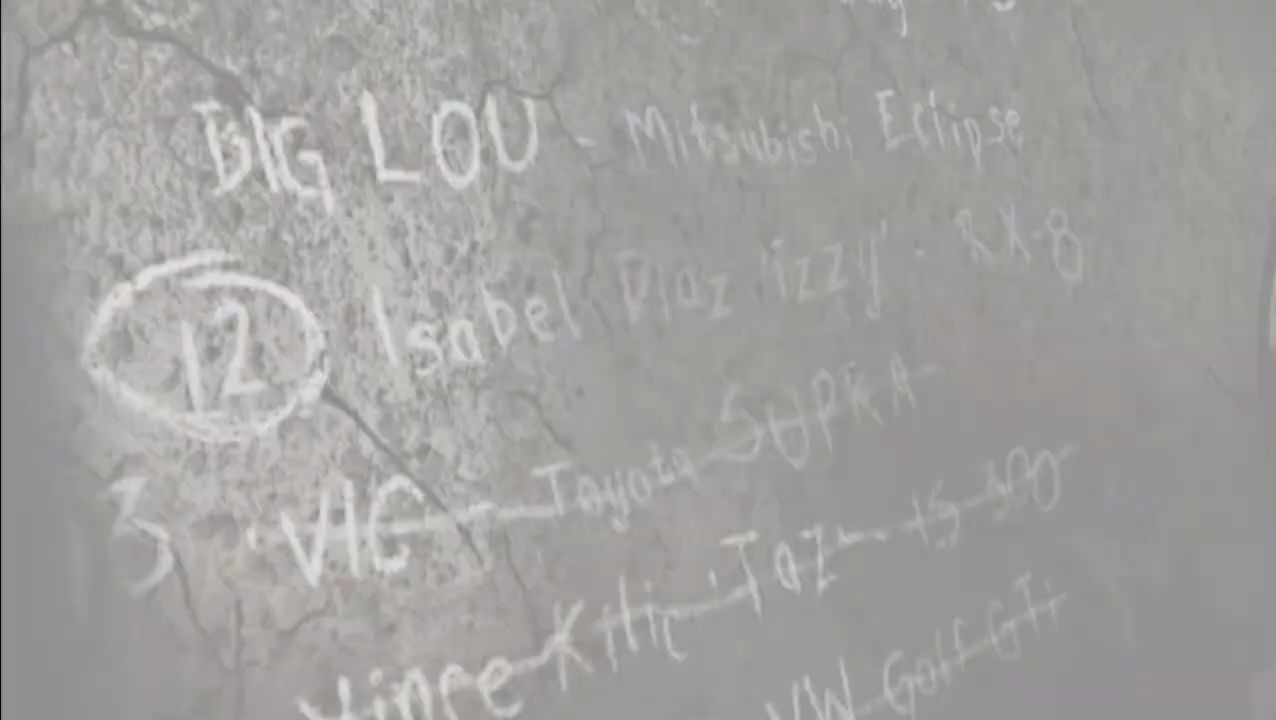 BIG LOU - Mitsubishi Eclipse
12 Isabel Diaz "izzy" - RX-8
3 VIC - Toyota SUPRA
Vince Kilic - Taz - IS 300
VW Golf GTi